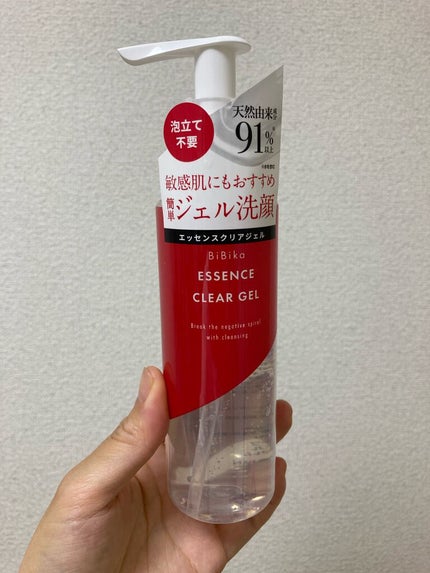 泡立て
不要
天然由来成分
91%以上
敏感肌にもおすすめ
簡単ジェル洗顔
エッセンスクリアジェル
BiBika
ESSENCE
CLEAR GEL
Break the negative spiral
with cleansing